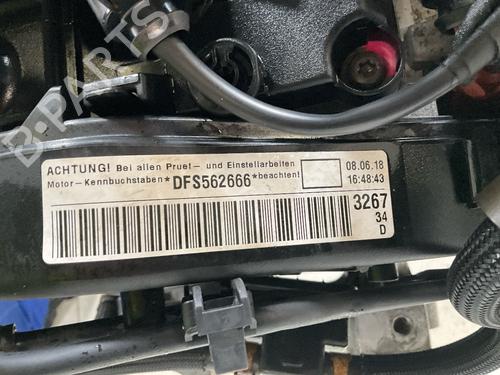 B-PARTS
ACHTUNG! Bei allen Pruef- und Einstellarbeiten 08.06.18
Motor-Kennbuchstaben*DFS562666*beachten! 16:48:43
3267
34
D